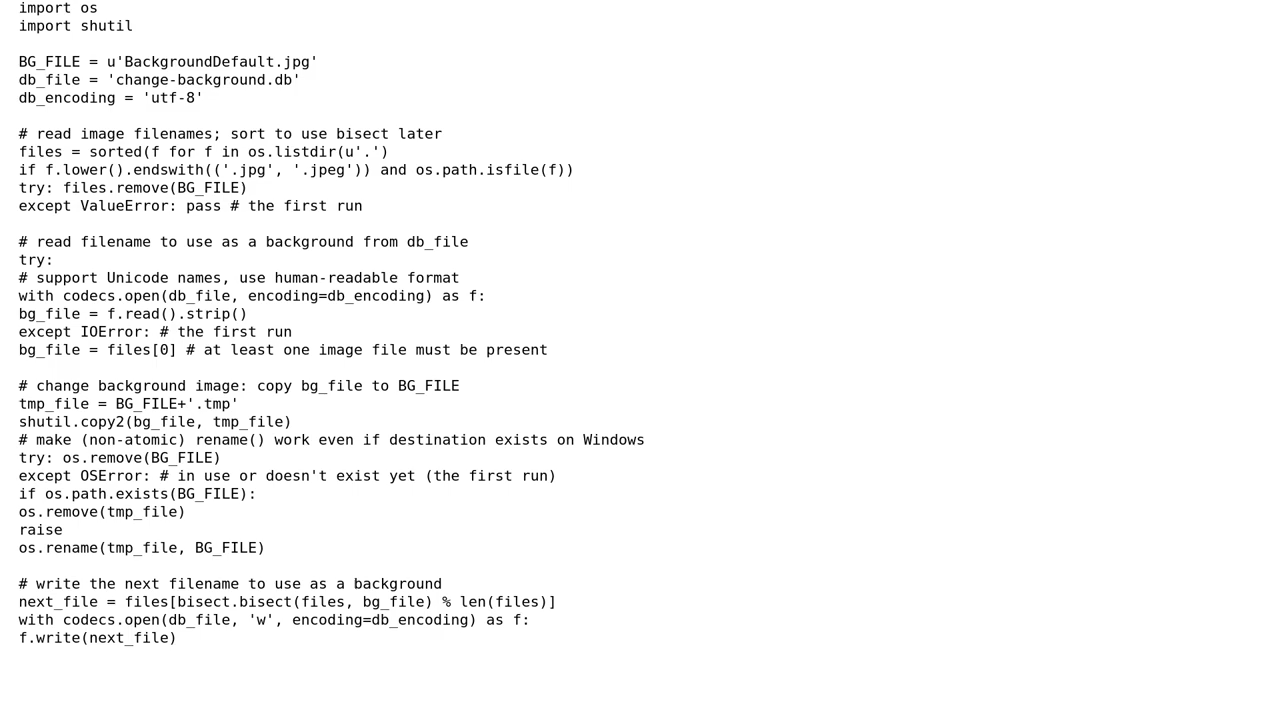 import os
import shutil

BG_FILE = u'BackgroundDefault.jpg'
db_file = 'change-background.db'
db_encoding = 'utf-8'

# read image filenames; sort to use bisect later
files = sorted(f for f in os.listdir(u'.')
if f.lower().endswith(('.jpg', '.jpeg')) and os.path.isfile(f))
try: files.remove(BG_FILE)
except ValueError: pass # the first run

# read filename to use as a background from db_file
try:
# support Unicode names, use human-readable format
with codecs.open(db_file, encoding=db_encoding) as f:
bg_file = f.read().strip()
except IOError: # the first run
bg_file = files[0] # at least one image file must be present

# change background image: copy bg_file to BG_FILE
tmp_file = BG_FILE+'.tmp'
shutil.copy2(bg_file, tmp_file)
# make (non-atomic) rename() work even if destination exists on Windows
try: os.remove(BG_FILE)
except OSError: # in use or doesn't exist yet (the first run)
if os.path.exists(BG_FILE):
os.remove(tmp_file)
raise
os.rename(tmp_file, BG_FILE)

# write the next filename to use as a background
next_file = files[bisect.bisect(files, bg_file) % len(files)]
with codecs.open(db_file, 'w', encoding=db_encoding) as f:
f.write(next_file)